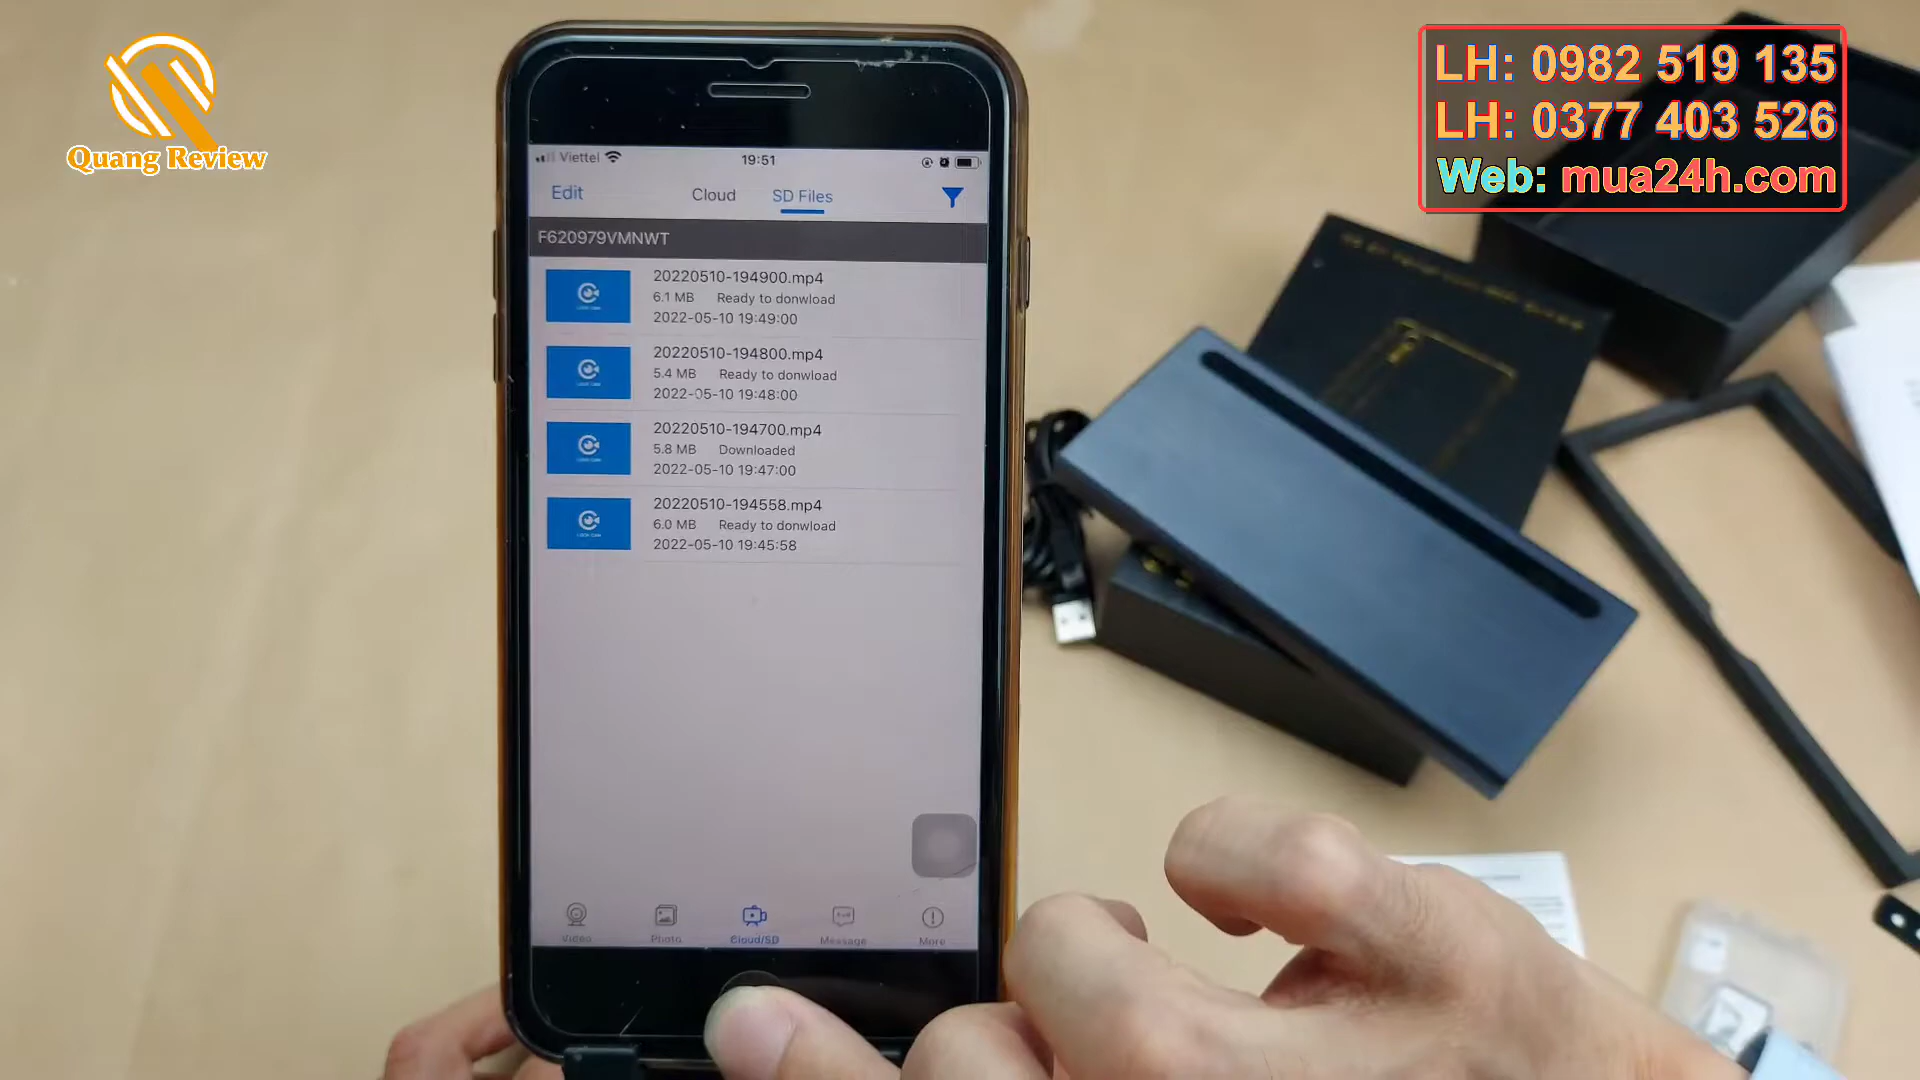 Quang Review
LH: 0982 519 135
LH: 0377 403 526
Web: mua24h.com
Viettel
19:51
Edit
Cloud
SD Files
F620979VMNWT
20220510-194900.mp4
6.1 MB Ready to donwload
2022-05-10 19:49:00
20220510-194800.mp4
5.4 MB Ready to donwload
2022-05-10 19:48:00
20220510-194700.mp4
5.8 MB Downloaded
2022-05-10 19:47:00
20220510-194558.mp4
6.0 MB Ready to donwload
2022-05-10 19:45:58
Video
Photo
Cloud/SD
Message
More